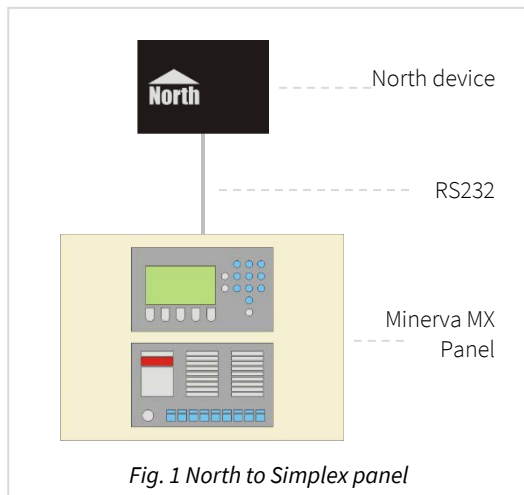 North
North device
RS232
Minerva MX
Panel
Fig. 1 North to Simplex panel